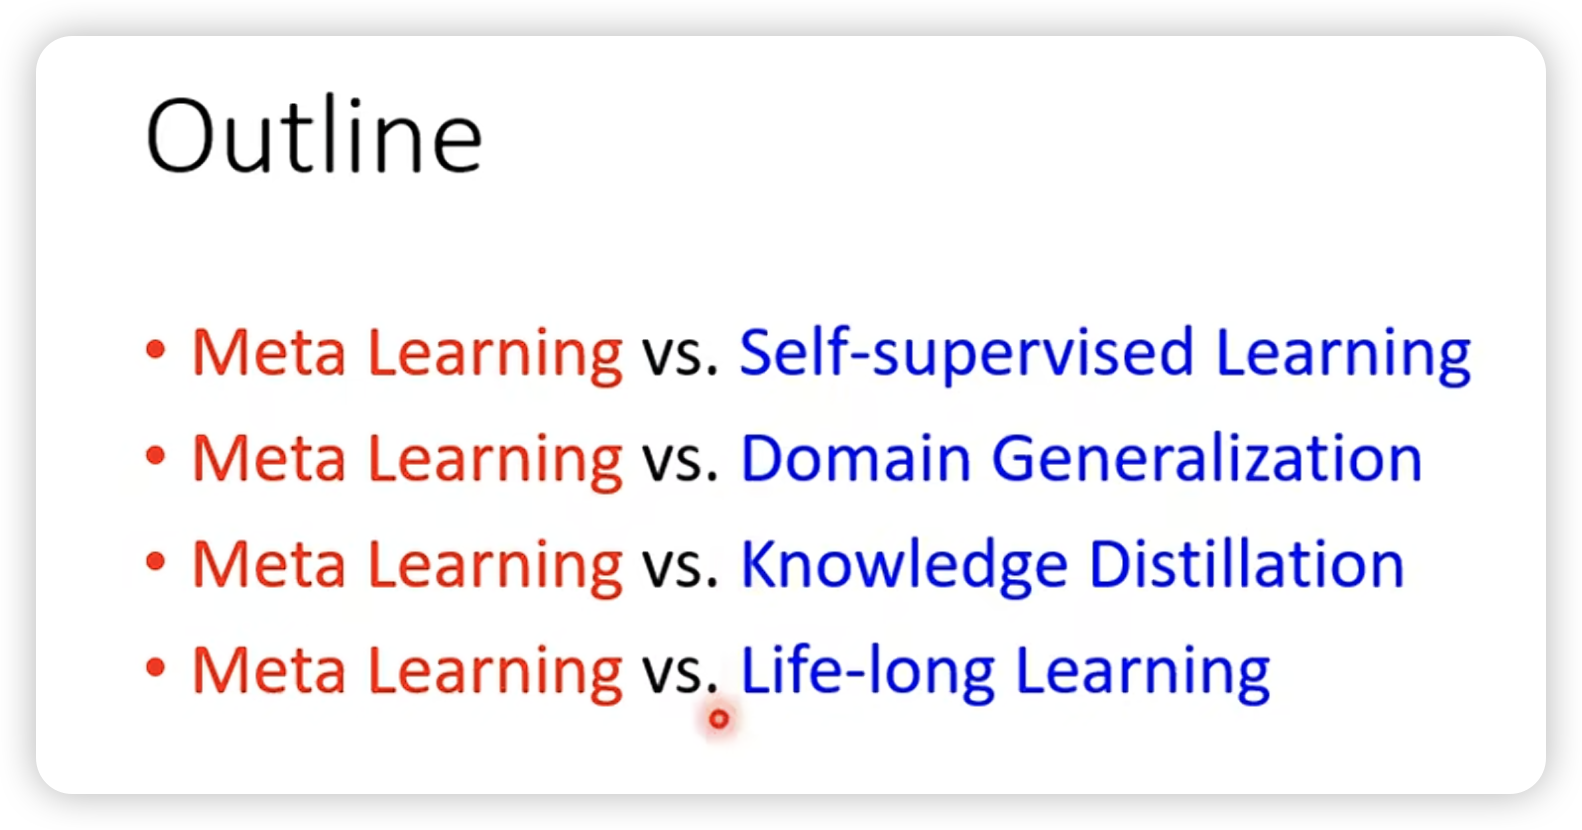 Outline
• Meta Learning vs. Self-supervised Learning
• Meta Learning vs. Domain Generalization
• Meta Learning vs. Knowledge Distillation
• Meta Learning vs. Life-long Learning